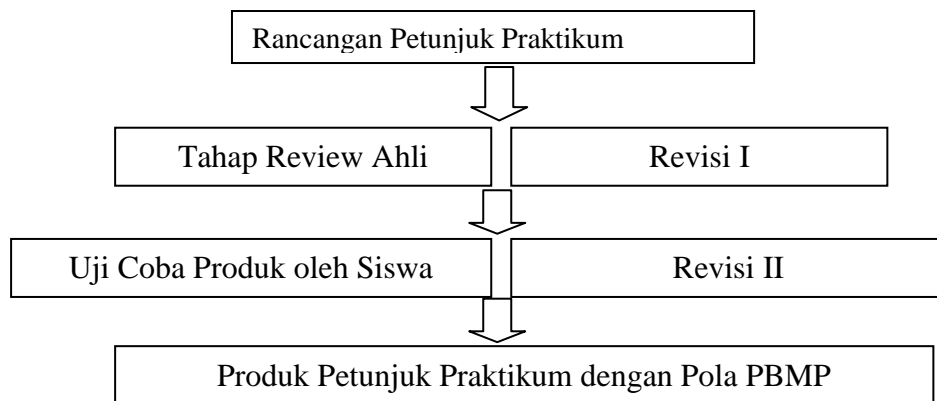 Rancangan Petunjuk Praktikum
Tahap Review Ahli
Revisi I
Uji Coba Produk oleh Siswa
Revisi II
Produk Petunjuk Praktikum dengan Pola PBMP